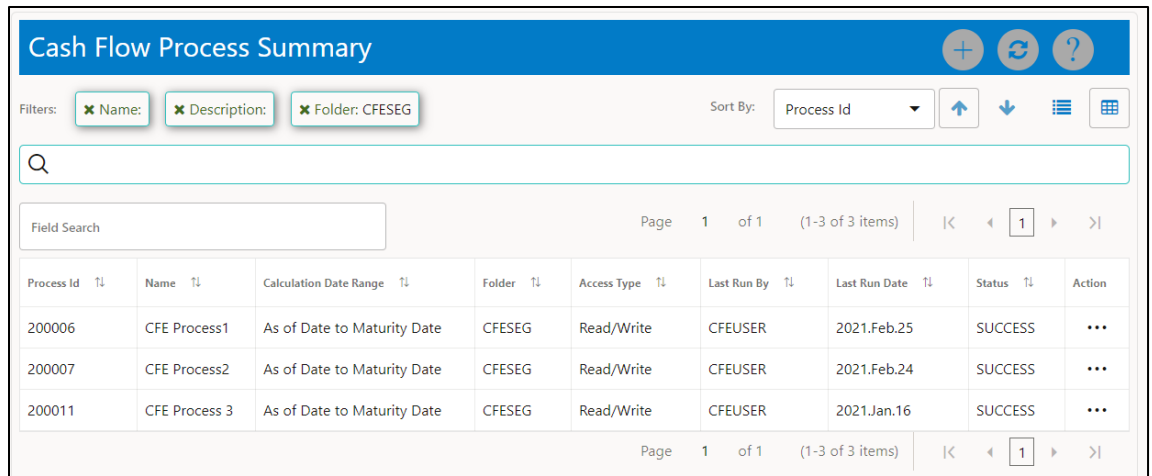 Cash Flow Process Summary
Filters: Name: Description: Folder: CFESEG Sort By: Process Id
Field Search Page 1 of 1 (1-3 of 3 items) 1
Process Id Name Calculation Date Range Folder Access Type Last Run By Last Run Date Status Action
200006 CFE Process1 As of Date to Maturity Date CFESEG Read/Write CFEUSER 2021.Feb.25 SUCCESS ...
200007 CFE Process2 As of Date to Maturity Date CFESEG Read/Write CFEUSER 2021.Feb.24 SUCCESS ...
200011 CFE Process 3 As of Date to Maturity Date CFESEG Read/Write CFEUSER 2021.Jan.16 SUCCESS ...
Page 1 of 1 (1-3 of 3 items) 1